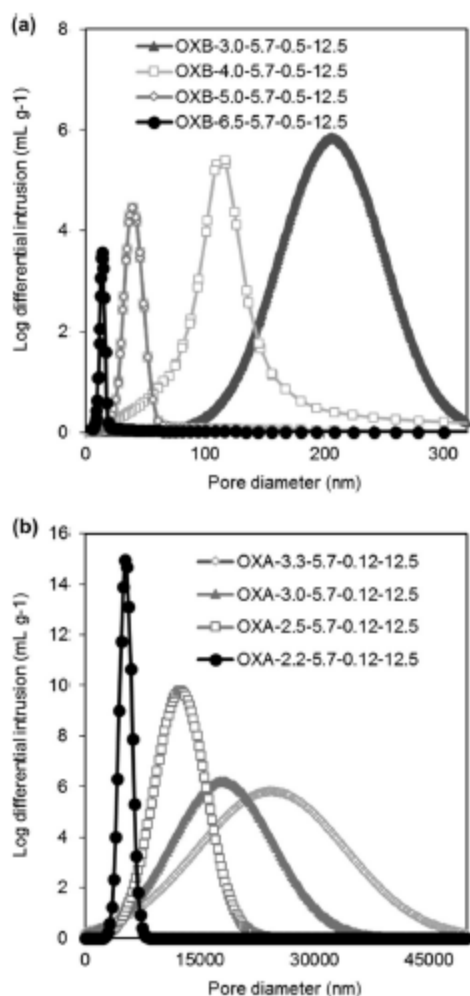 (a)
8
6
4
2
0
Log differential intrusion (mL g-1)
OXB-3.0-5.7-0.5-12.5
OXB-4.0-5.7-0.5-12.5
OXB-5.0-5.7-0.5-12.5
OXB-6.5-5.7-0.5-12.5
0 100 200 300
Pore diameter (nm)
(b)
16
14
12
10
8
6
4
2
0
Log differential intrusion (mL g-1)
OXA-3.3-5.7-0.12-12.5
OXA-3.0-5.7-0.12-12.5
OXA-2.5-5.7-0.12-12.5
OXA-2.2-5.7-0.12-12.5
0 15000 30000 45000
Pore diameter (nm)